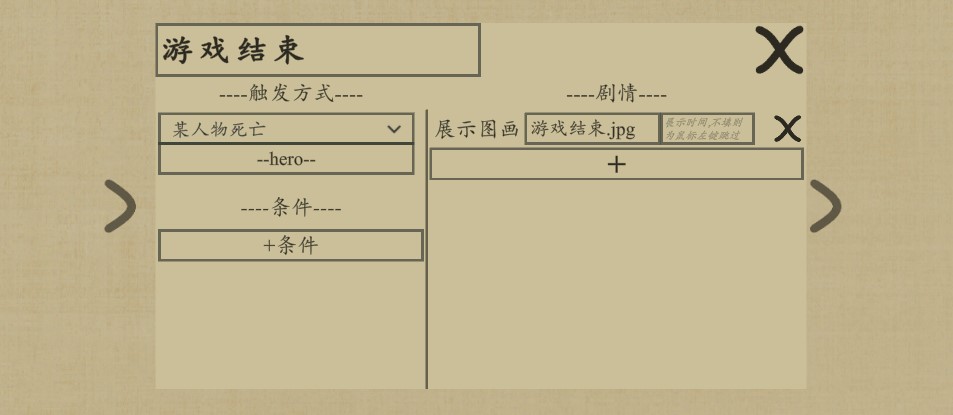 游戏结束
----触发方式----
某人物死亡
--hero--
----条件----
+条件
----剧情----
展示图画 游戏结束.jpg 展示时间,不填则
为鼠标左键跳过
+